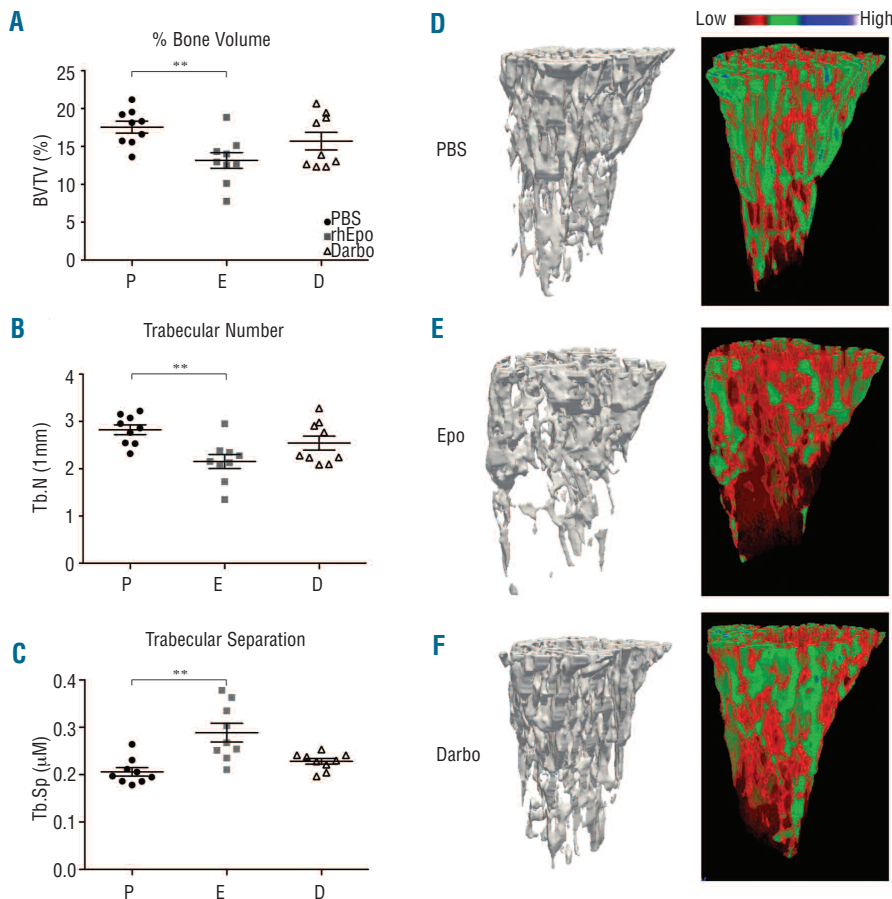 A
% Bone Volume
**
25
20
15
10
5
0
BVTV (%)
PBS
rhEpo
Darbo
P E D
B
Trabecular Number
**
4
3
2
1
0
Tb.N (1mm)
P E D
C
Trabecular Separation
**
0.4
0.3
0.2
0.1
0.0
Tb.Sp (μM)
P E D
D
Low High
PBS
E
Epo
F
Darbo